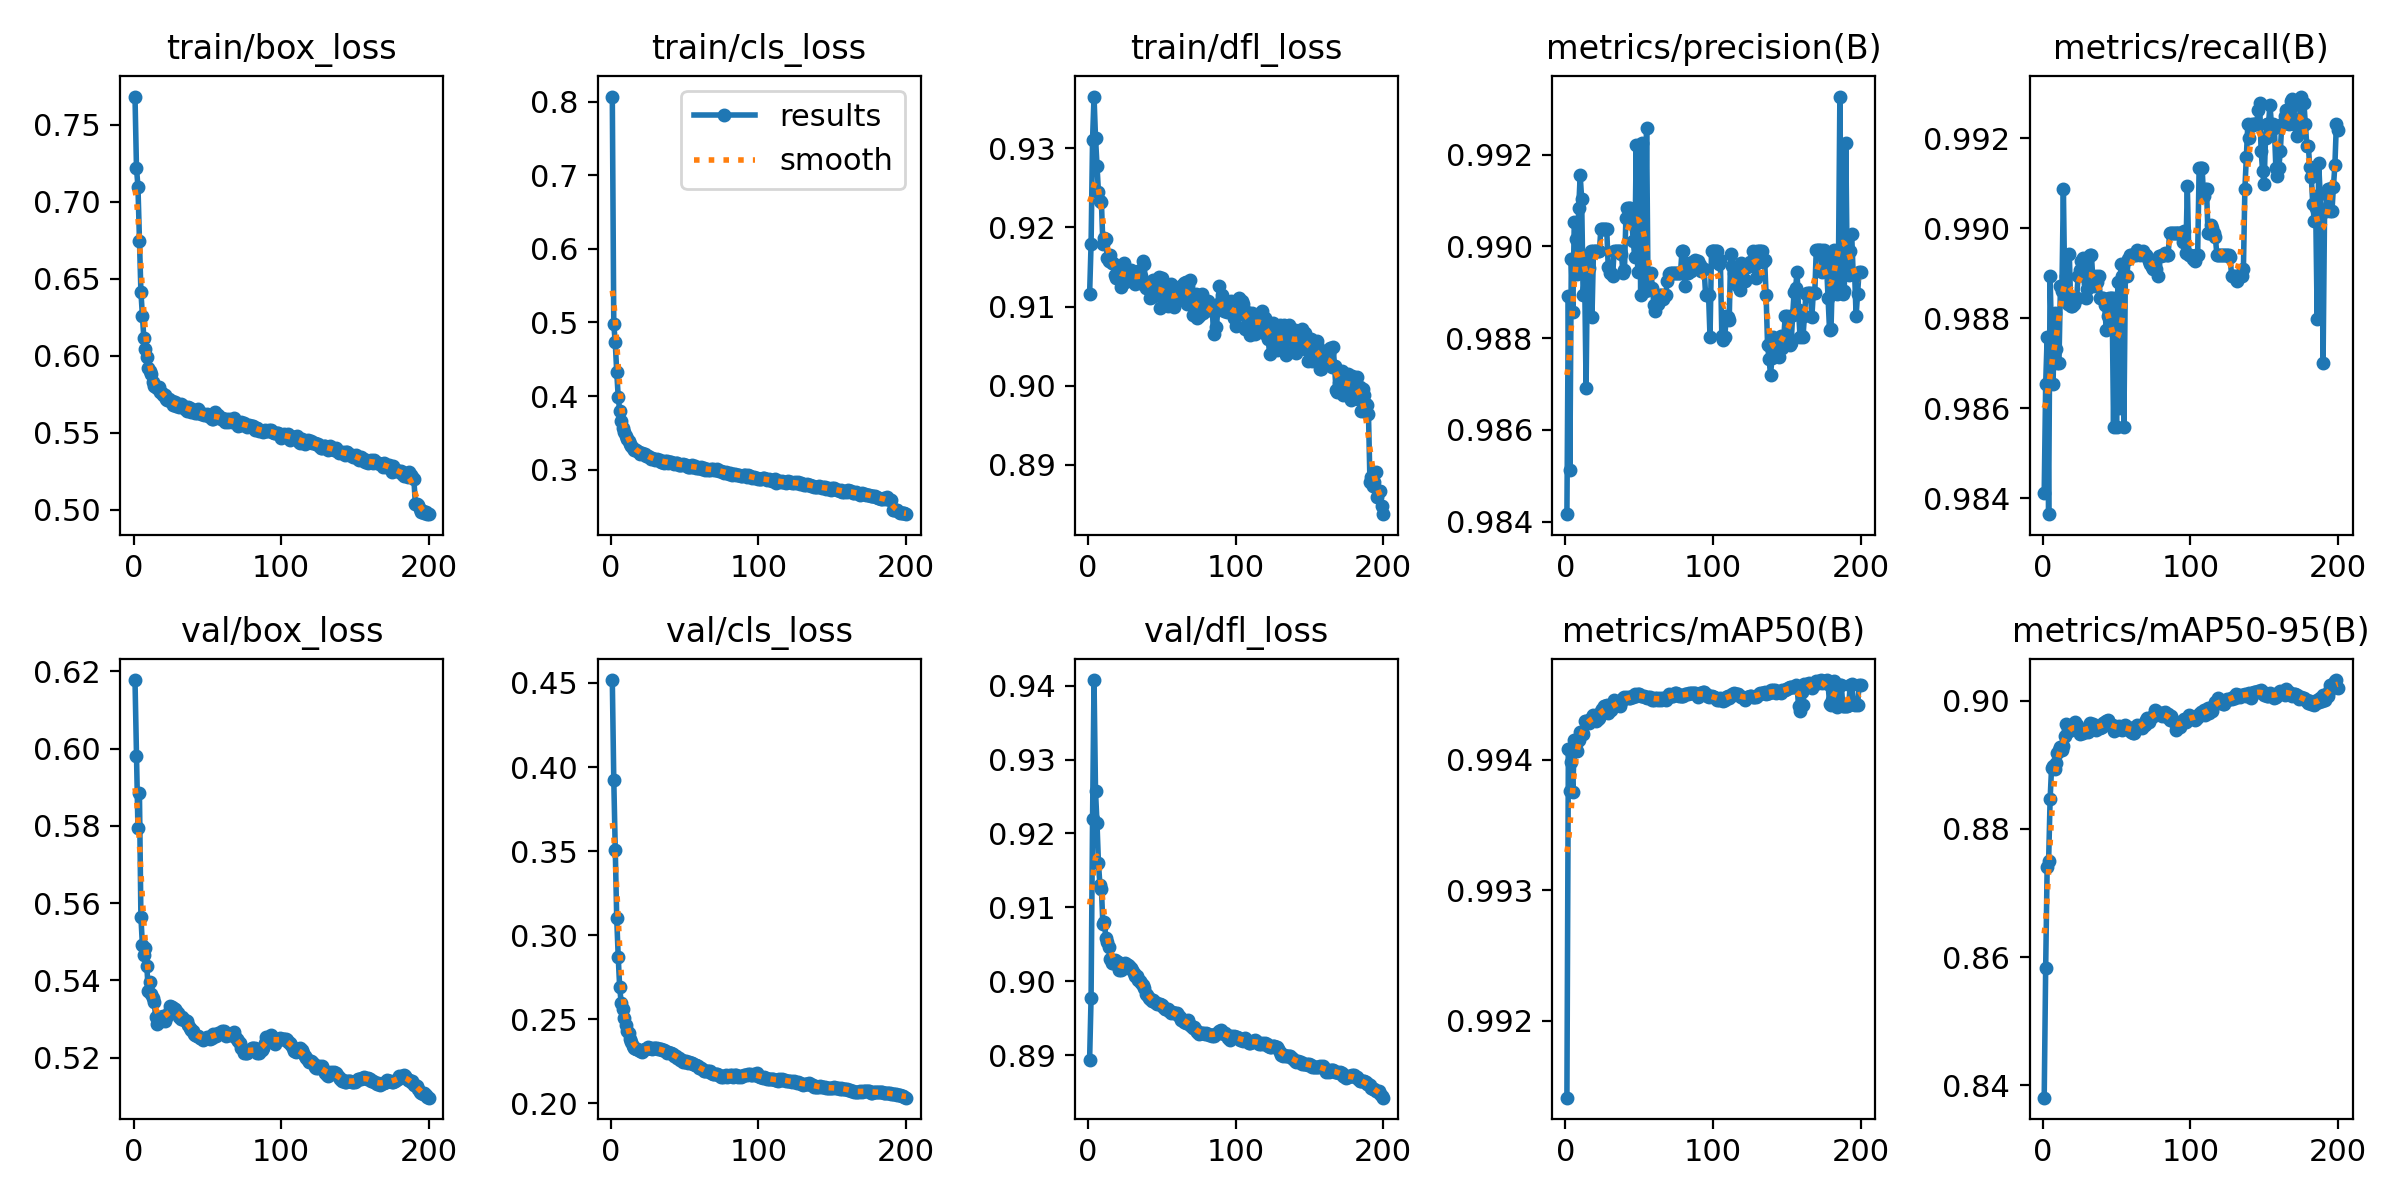 train/box_loss
0.75
0.70
0.65
0.60
0.55
0.50
0 100 200
train/cls_loss
results
smooth
0.8
0.7
0.6
0.5
0.4
0.3
0 100 200
train/dfl_loss
0.93
0.92
0.91
0.90
0.89
0 100 200
metrics/precision(B)
0.992
0.990
0.988
0.986
0.984
0 100 200
metrics/recall(B)
0.992
0.990
0.988
0.986
0.984
0 100 200
val/box_loss
0.62
0.60
0.58
0.56
0.54
0.52
0 100 200
val/cls_loss
0.45
0.40
0.35
0.30
0.25
0.20
0 100 200
val/dfl_loss
0.94
0.93
0.92
0.91
0.90
0.89
0 100 200
metrics/mAP50(B)
0.994
0.993
0.992
0 100 200
metrics/mAP50-95(B)
0.90
0.88
0.86
0.84
0 100 200